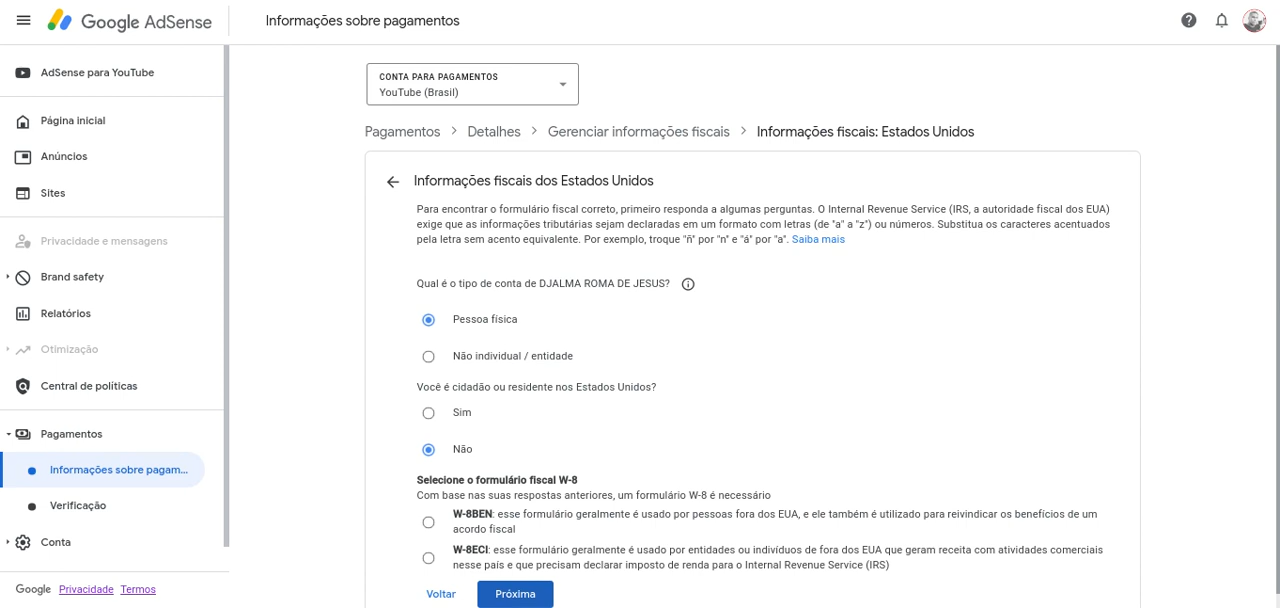 Google AdSense
Informações sobre pagamentos
AdSense para YouTube
Página inicial
Anúncios
Sites
Privacidade e mensagens
Brand safety
Relatórios
Otimização
Central de políticas
Pagamentos
Informações sobre pagam...
Verificação
Conta
Google Privacidade Termos
CONTA PARA PAGAMENTOS
YouTube (Brasil)
Pagamentos > Detalhes > Gerenciar informações fiscais > Informações fiscais: Estados Unidos
Informações fiscais dos Estados Unidos
Para encontrar o formulário fiscal correto, primeiro responda a algumas perguntas. O Internal Revenue Service (IRS, a autoridade fiscal dos EUA)
exige que as informações tributárias sejam declaradas em um formato com letras (de "a" a "z") ou números. Substitua os caracteres acentuados
pela letra sem acento equivalente. Por exemplo, troque "ñ" por "n" e "á" por "a". Saiba mais
Qual é o tipo de conta de DJALMA ROMA DE JESUS?
Pessoa física
Não individual / entidade
Você é cidadão ou residente nos Estados Unidos?
Sim
Não
Selecione o formulário fiscal W-8
Com base nas suas respostas anteriores, um formulário W-8 é necessário
W-8BEN: esse formulário geralmente é usado por pessoas fora dos EUA, e ele também é utilizado para reivindicar os benefícios de um
acordo fiscal
W-8ECI: esse formulário geralmente é usado por entidades ou indivíduos de fora dos EUA que geram receita com atividades comerciais
nesse país e que precisam declarar imposto de renda para o Internal Revenue Service (IRS)
Voltar
Próxima